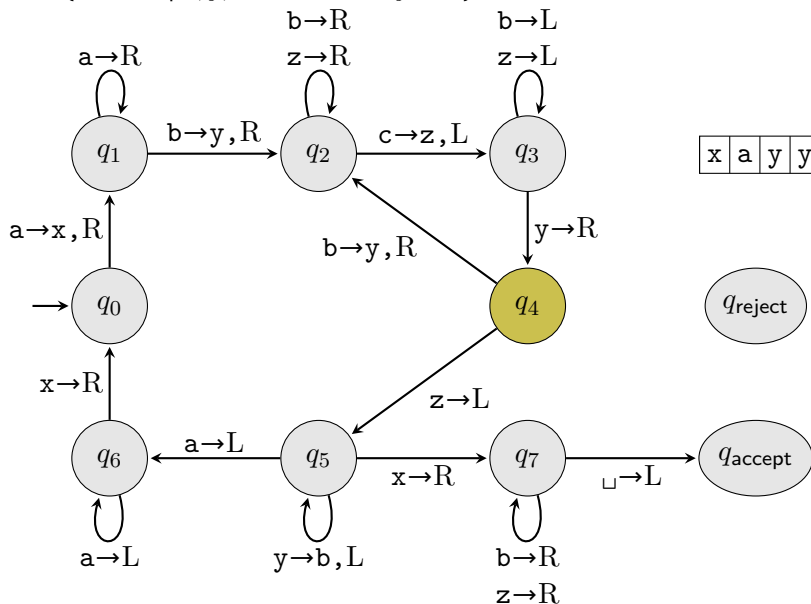 b→R b→L
a→R z→R z→L
q1 b→y,R q2 c→z,L q3 x a y y
a→x,R b→y,R y→R
q0 q4 qreject
x→R z→L
q6 a→L q5 x→R q7 ␣→L qaccept
a→L y→b,L b→R
z→R